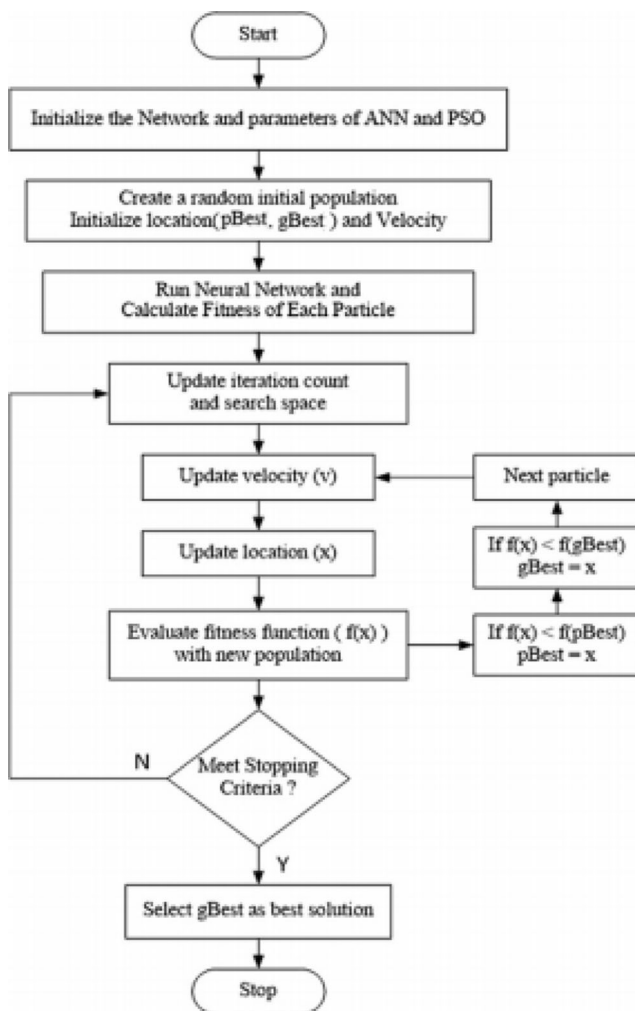 Start
Initialize the Network and parameters of ANN and PSO
Create a random initial population
Initialize location(pBest, gBest ) and Velocity
Run Neural Network and
Calculate Fitness of Each Particle
Update iteration count
and search space
Update velocity (v)
Next particle
Update location (x)
If f(x) < f(gBest)
gBest = x
Evaluate fitness function ( f(x) )
with new population
If f(x) < f(pBest)
pBest = x
N
Meet Stopping
Criteria ?
Y
Select gBest as best solution
Stop